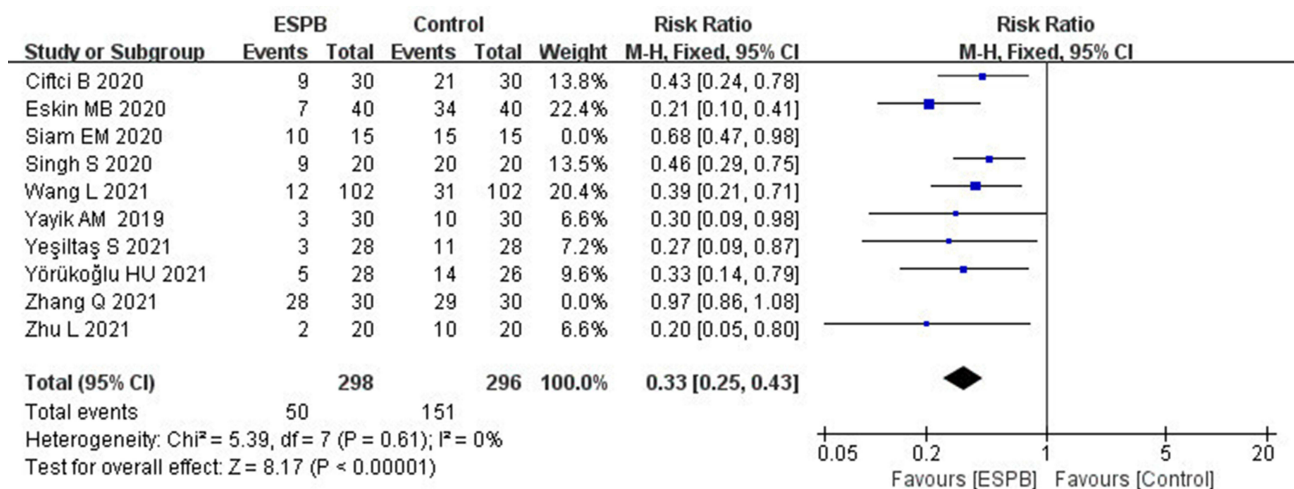 ESPB Control Risk Ratio Risk Ratio
Study or Subgroup Events Total Events Total Weight M-H, Fixed, 95% CI M-H, Fixed, 95% CI
Ciftci B 2020 9 30 21 30 13.8% 0.43 [0.24, 0.78]
Eskin MB 2020 7 40 34 40 22.4% 0.21 [0.10, 0.41]
Siam EM 2020 10 15 15 15 0.0% 0.68 [0.47, 0.98]
Singh S 2020 9 20 20 20 13.5% 0.46 [0.29, 0.75]
Wang L 2021 12 102 31 102 20.4% 0.39 [0.21, 0.71]
Yayik AM 2019 3 30 10 30 6.6% 0.30 [0.09, 0.98]
Yeşiltaş S 2021 3 28 11 28 7.2% 0.27 [0.09, 0.87]
Yörükoğlu HU 2021 5 28 14 26 9.6% 0.33 [0.14, 0.79]
Zhang Q 2021 28 30 29 30 0.0% 0.97 [0.86, 1.08]
Zhu L 2021 2 20 10 20 6.6% 0.20 [0.05, 0.80]
Total (95% CI) 298 296 100.0% 0.33 [0.25, 0.43]
Total events 50 151
Heterogeneity: Chi² = 5.39, df = 7 (P = 0.61); I² = 0%
Test for overall effect: Z = 8.17 (P < 0.00001)
0.05 0.2 1 5 20
Favours [ESPB] Favours [Control]